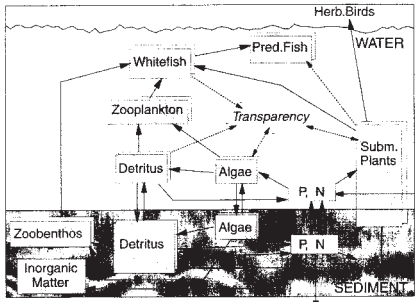 Herb.Birds
WATER
Pred.Fish
Whitefish
Zooplankton
Transparency
Subm.
Plants
Detritus
Algae
P, N
Zoobenthos
Detritus
Algae
P, N
Inorganic
Matter
SEDIMENT